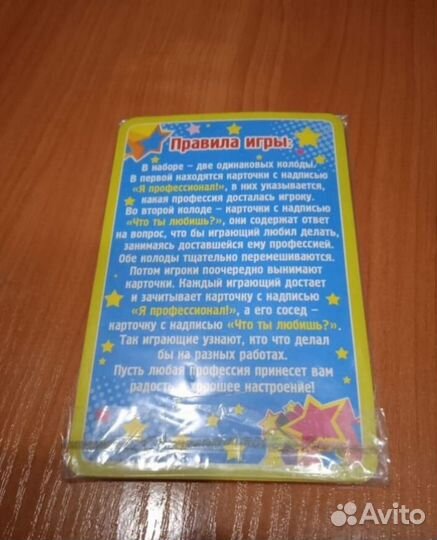 Правила игры:
В наборе – две одинаковых колоды.
В первой находятся карточки с надписью
«Я профессионал!», в них указывается,
какая профессия досталась игроку.
Во второй колоде – карточки с надписью
«Что ты любишь?», они содержат ответ
на вопрос, что бы играющий любил делать,
занимаясь доставшейся ему профессией.
Обе колоды тщательно перемешиваются.
Потом игроки поочередно вынимают
карточки. Каждый играющий достает
и зачитывает карточку с надписью
«Я профессионал!», а его сосед –
карточку с надписью «Что ты любишь?».
Так играющие узнают, кто что делал
бы на разных работах.
Пусть любая профессия принесет вам
радость и хорошее настроение!
Avito